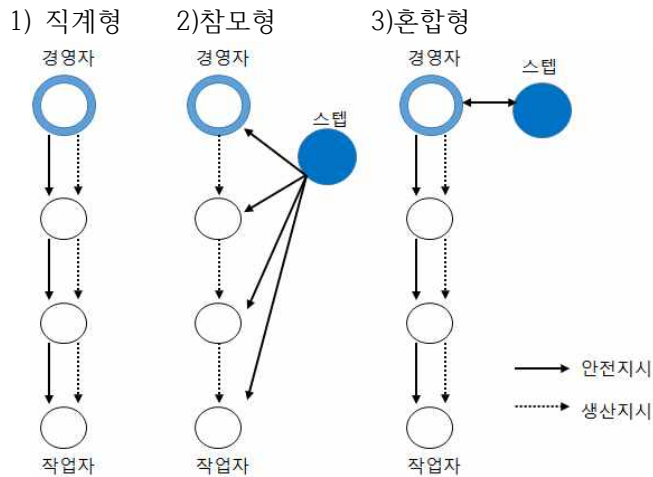 1) 직계형 2)참모형 3)혼합형
경영자 경영자 경영자
스텝
스텝
안전지시
생산지시
작업자 작업자 작업자